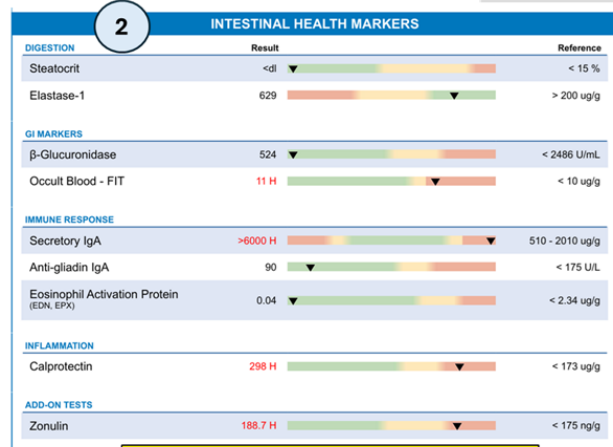 2
INTESTINAL HEALTH MARKERS
DIGESTION Result Reference
Steatocrit <dl < 15 %
Elastase-1 629 > 200 ug/g
GI MARKERS
β-Glucuronidase 524 < 2486 U/mL
Occult Blood - FIT 11 H < 10 ug/g
IMMUNE RESPONSE
Secretory IgA >6000 H 510 - 2010 ug/g
Anti-gliadin IgA 90 < 175 U/L
Eosinophil Activation Protein 0.04 < 2.34 ug/g
(EDN, EPX)
INFLAMMATION
Calprotectin 298 H < 173 ug/g
ADD-ON TESTS
Zonulin 188.7 H < 175 ng/g